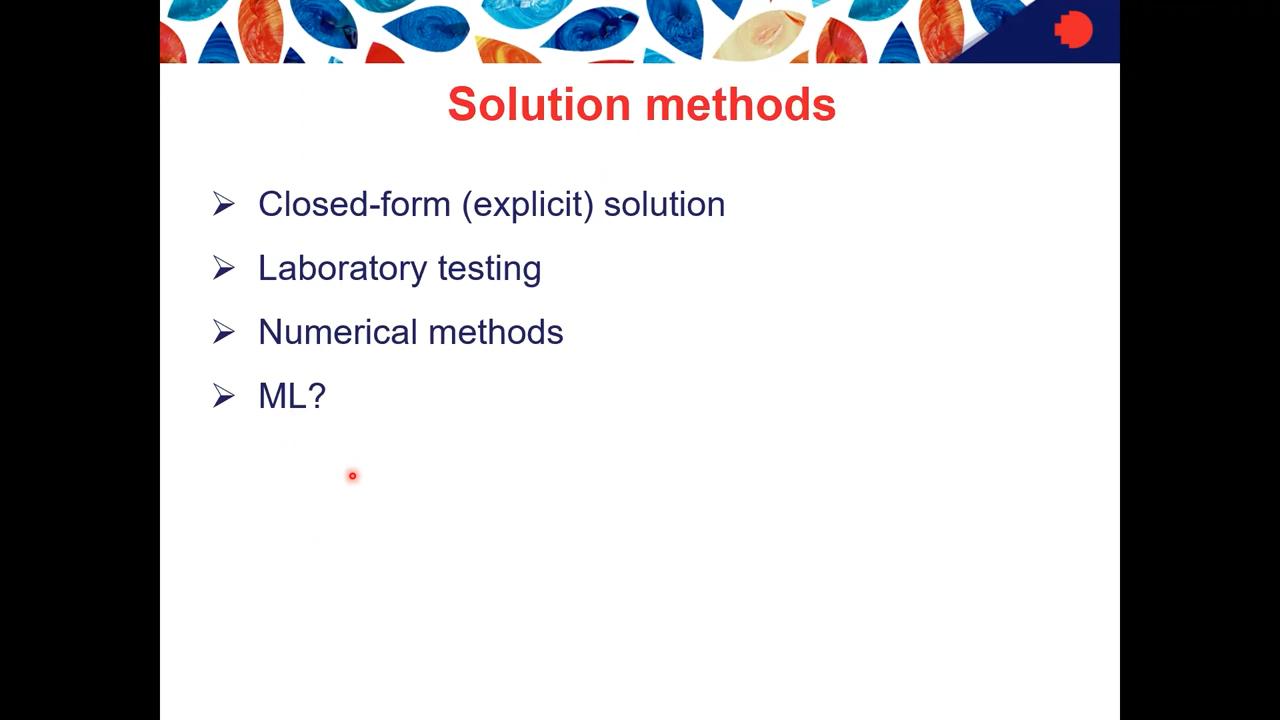 Solution methods
Closed-form (explicit) solution
Laboratory testing
Numerical methods
ML?